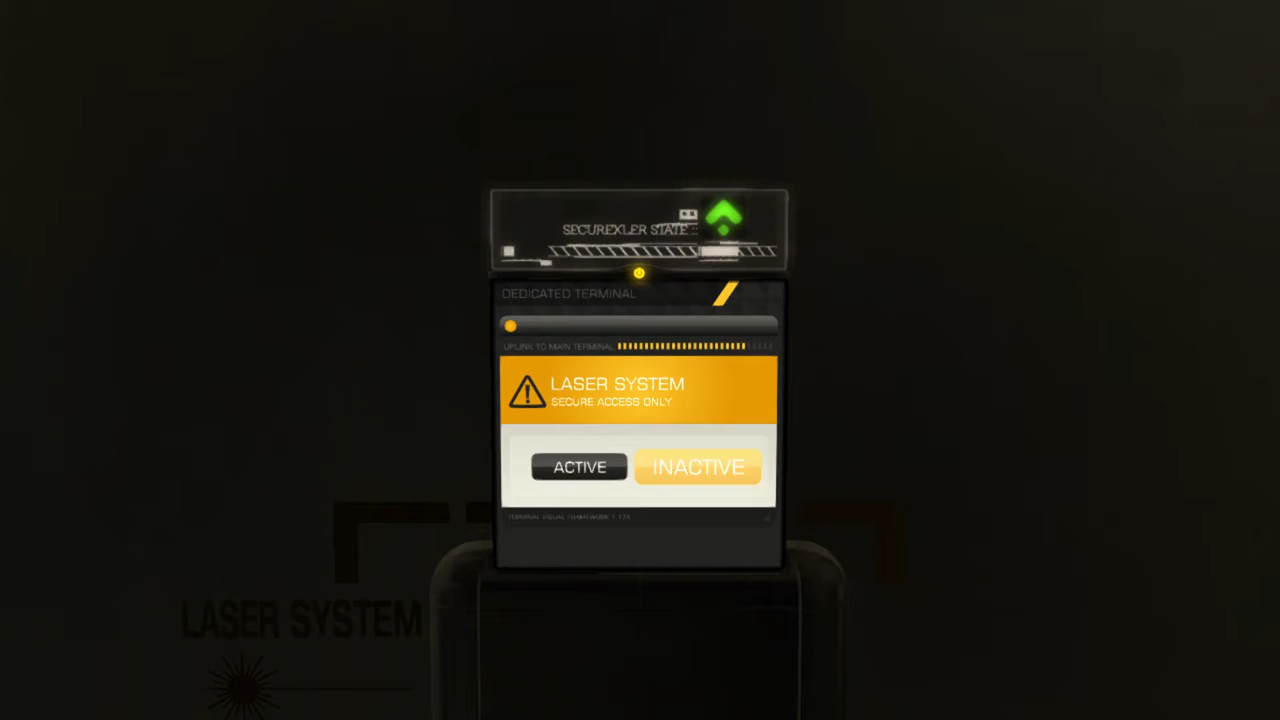 SECUREXLER STATE ::
DEDICATED TERMINAL
UPLINK TO MAIN TERMINAL
LASER SYSTEM
SECURE ACCESS ONLY
ACTIVE
INACTIVE
LASER SYSTEM